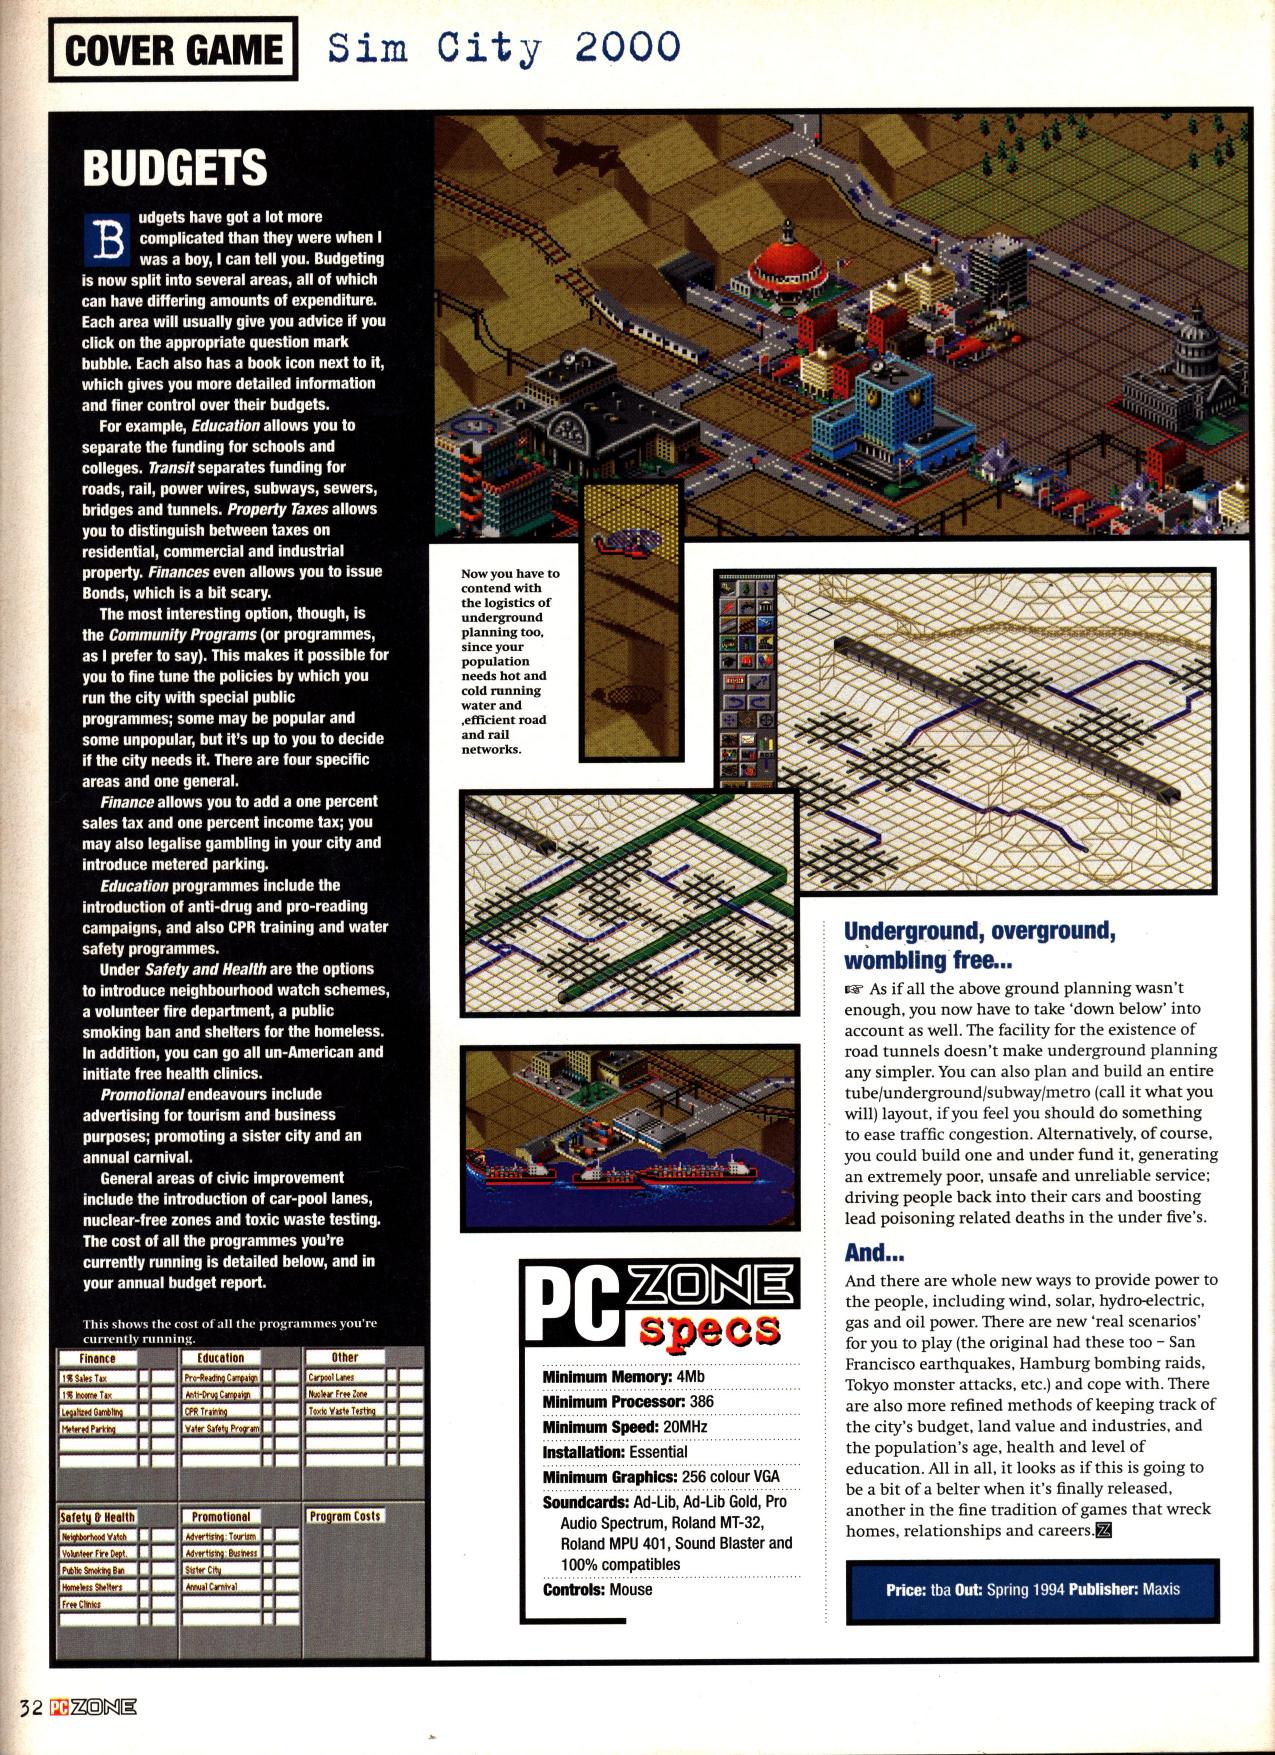 COVER GAME
Sim City 2000
BUDGETS
Budgets have got a lot more
complicated than they were when I
was a boy, I can tell you. Budgeting
is now split into several areas, all of which
can have differing amounts of expenditure.
Each area will usually give you advice if you
click on the appropriate question mark
bubble. Each also has a book icon next to it,
which gives you more detailed information
and finer control over their budgets.
For example, Education allows you to
separate the funding for schools and
colleges. Transit separates funding for
roads, rail, power wires, subways, sewers,
bridges and tunnels. Property Taxes allows
you to distinguish between taxes on
residential, commercial and industrial
property. Finances even allows you to issue
Bonds, which is a bit scary.
The most interesting option, though, is
the Community Programs (or programmes,
as I prefer to say). This makes it possible for
you to fine tune the policies by which you
run the city with special public
programmes; some may be popular and
some unpopular, but it's up to you to decide
if the city needs it. There are four specific
areas and one general.
Finance allows you to add a one percent
sales tax and one percent income tax; you
may also legalise gambling in your city and
introduce metered parking.
Education programmes include the
introduction of anti-drug and pro-reading
campaigns, and also CPR training and water
safety programmes.
Under Safety and Health are the options
to introduce neighbourhood watch schemes,
a volunteer fire department, a public
smoking ban and shelters for the homeless.
In addition, you can go all un-American and
initiate free health clinics.
Promotional endeavours include
advertising for tourism and business
purposes; promoting a sister city and an
annual carnival.
General areas of civic improvement
include the introduction of car-pool lanes,
nuclear-free zones and toxic waste testing.
The cost of all the programmes you're
currently running is detailed below, and in
your annual budget report.
This shows the cost of all the programmes you're
currently running.
Finance
1% Sales Tax
1% Income Tax
Legalized Gambling
Metered Parking
Education
Pro-Reading Campaign
Anti-Drug Campaign
CPR Training
Water Safety Program
Other
Carpool Lanes
Nuclear Free Zone
Toxic Waste Testing
Safety & Health
Neighborhood Watch
Volunteer Fire Dept.
Public Smoking Ban
Homeless Shelters
Free Clinics
Promotional
Advertising: Tourism
Advertising: Business
Sister City
Annual Carnival
Program Costs
Now you have to
contend with
the logistics of
underground
planning too,
since your
population
needs hot and
cold running
water and
,efficient road
and rail
networks.
PC ZONE
specs
Minimum Memory: 4Mb
Minimum Processor: 386
Minimum Speed: 20MHz
Installation: Essential
Minimum Graphics: 256 colour VGA
Soundcards: Ad-Lib, Ad-Lib Gold, Pro
Audio Spectrum, Roland MT-32,
Roland MPU 401, Sound Blaster and
100% compatibles
Controls: Mouse
Underground, overground,
wombling free...
☞ As if all the above ground planning wasn't
enough, you now have to take 'down below' into
account as well. The facility for the existence of
road tunnels doesn't make underground planning
any simpler. You can also plan and build an entire
tube/underground/subway/metro (call it what you
will) layout, if you feel you should do something
to ease traffic congestion. Alternatively, of course,
you could build one and under fund it, generating
an extremely poor, unsafe and unreliable service;
driving people back into their cars and boosting
lead poisoning related deaths in the under five's.
And...
And there are whole new ways to provide power to
the people, including wind, solar, hydro-electric,
gas and oil power. There are new 'real scenarios'
for you to play (the original had these too – San
Francisco earthquakes, Hamburg bombing raids,
Tokyo monster attacks, etc.) and cope with. There
are also more refined methods of keeping track of
the city's budget, land value and industries, and
the population's age, health and level of
education. All in all, it looks as if this is going to
be a bit of a belter when it's finally released,
another in the fine tradition of games that wreck
homes, relationships and careers. Z
Price: tba Out: Spring 1994 Publisher: Maxis
32 PC ZONE